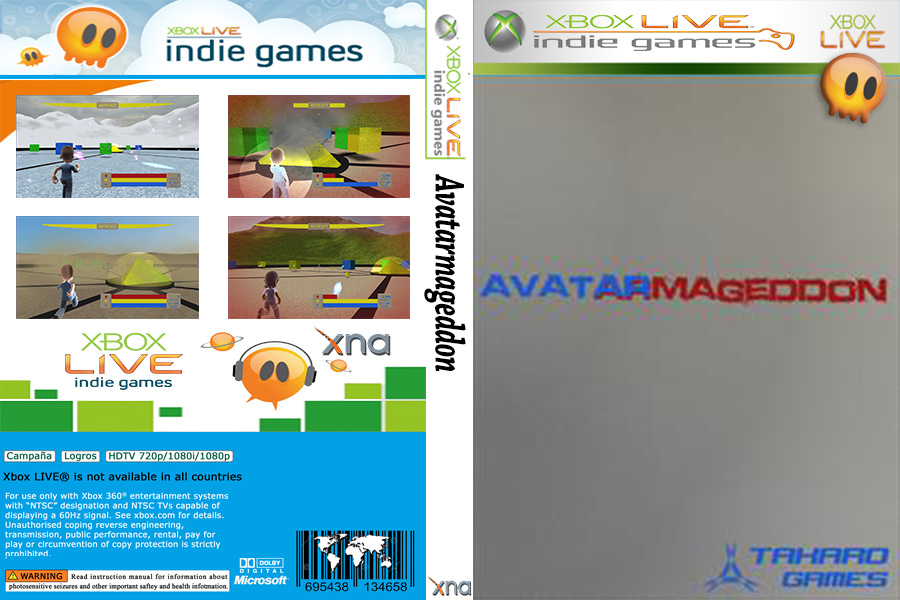 XBOX LIVE
indie games
XBOX LIVE
indie games
xna
Campaña Logros HDTV 720p/1080i/1080p
Xbox LIVE® is not available in all countries
For use only with Xbox 360® entertainment systems
with "NTSC" designation and NTSC TVs capable of
displaying a 60Hz signal. See xbox.com for details.
Unauthorised coping reverse engineering,
transmission, public performance, rental, pay for
play or circumvention of copy protection is strictly
prohibited.
WARNING Read instruction manual for information about
photosensitive seizures and other important saftey and health infotmation.
DOLBY
DIGITAL
Microsoft®
695438 134658
XBOX LIVE
indie games
Avatarmageddon
xna
XBOX LIVE
indie games
XBOX
LIVE
AVATARMAGEDDON
TAHARO
GAMES